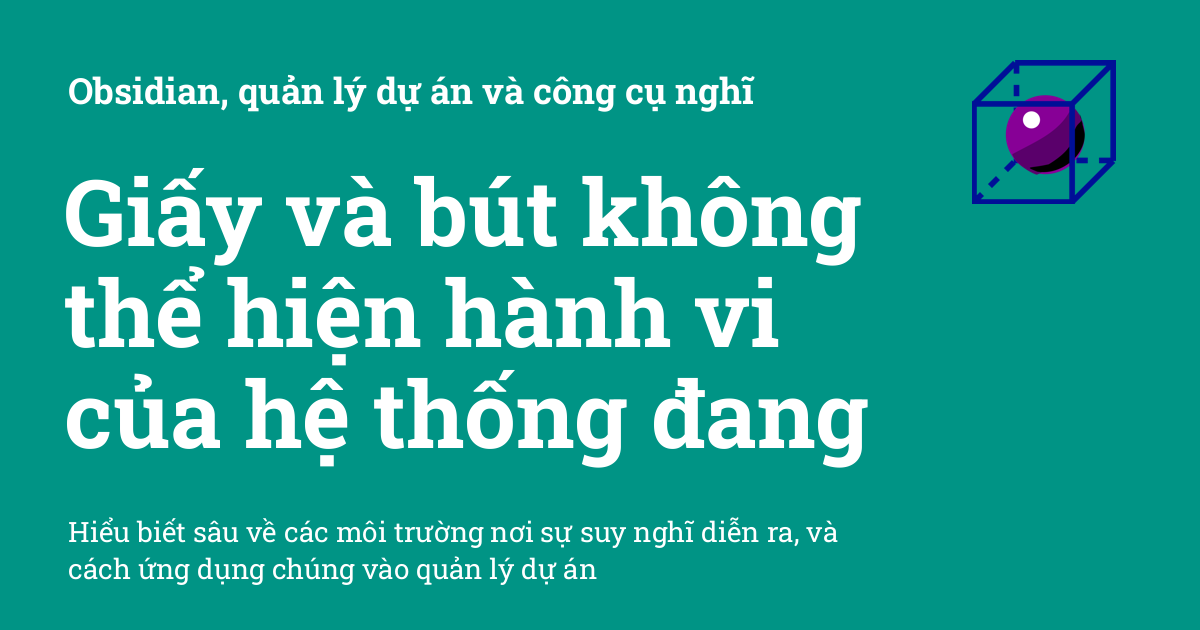 Obsidian, quản lý dự án và công cụ nghĩ
Giấy và bút không
thể hiện hành vi
của hệ thống đang
Hiểu biết sâu về các môi trường nơi sự suy nghĩ diễn ra, và
cách ứng dụng chúng vào quản lý dự án